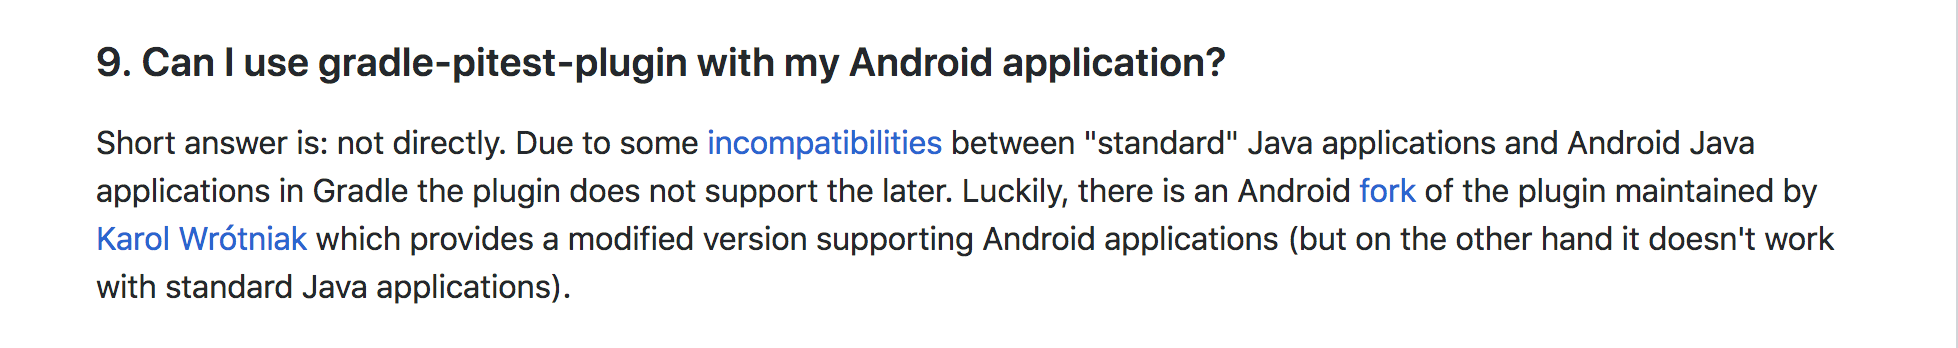 9. Can I use gradle-pitest-plugin with my Android application?
Short answer is: not directly. Due to some incompatibilities between "standard" Java applications and Android Java
applications in Gradle the plugin does not support the later. Luckily, there is an Android fork of the plugin maintained by
Karol Wrótniak which provides a modified version supporting Android applications (but on the other hand it doesn't work
with standard Java applications).